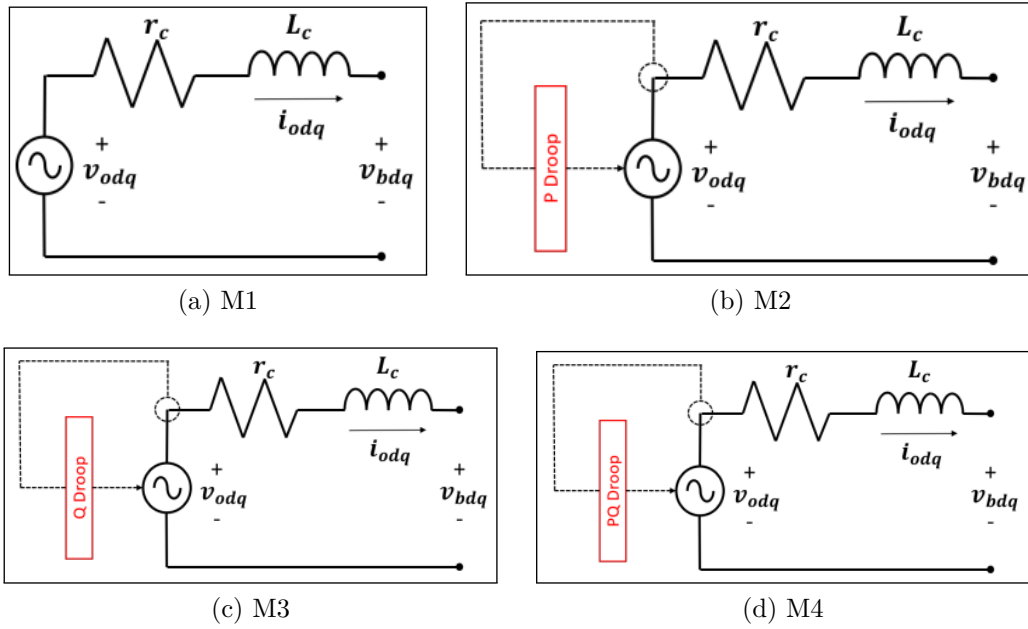 r_c
L_c
i_odq
+
v_odq
-
+
v_bdq
-
(a) M1
r_c
L_c
i_odq
P Droop
+
v_odq
-
+
v_bdq
-
(b) M2
r_c
L_c
i_odq
Q Droop
+
v_odq
-
+
v_bdq
-
(c) M3
r_c
L_c
i_odq
PQ Droop
+
v_odq
-
+
v_bdq
-
(d) M4